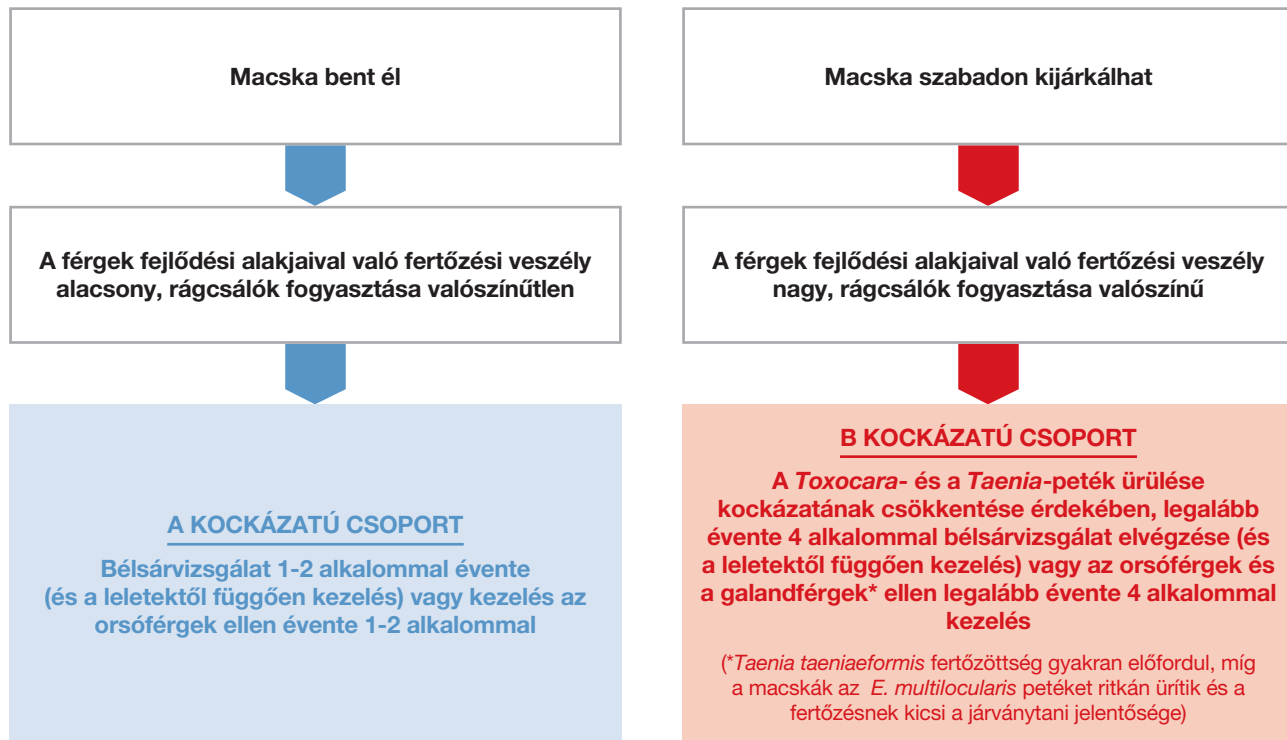 Macska bent él
A férgek fejlődési alakjaival való fertőzési veszély
alacsony, rágcsálók fogyasztása valószínűtlen
A KOCKÁZATÚ CSOPORT
Bélsárvizsgálat 1-2 alkalommal évente
(és a leletektől függően kezelés) vagy kezelés az
orsóférgek ellen évente 1-2 alkalommal
Macska szabadon kijárkálhat
A férgek fejlődési alakjaival való fertőzési veszély
nagy, rágcsálók fogyasztása valószínű
B KOCKÁZATÚ CSOPORT
A Toxocara- és a Taenia-peték ürülése
kockázatának csökkentése érdekében, legalább
évente 4 alkalommal bélsárvizsgálat elvégzése (és
a leletektől függően kezelés) vagy az orsóférgek és
a galandférgek* ellen legalább évente 4 alkalommal
kezelés
(*Taenia taeniaeformis fertőzöttség gyakran előfordul, míg
a macskák az E. multilocularis petéket ritkán ürítik és a
fertőzésnek kicsi a járványtani jelentősége)